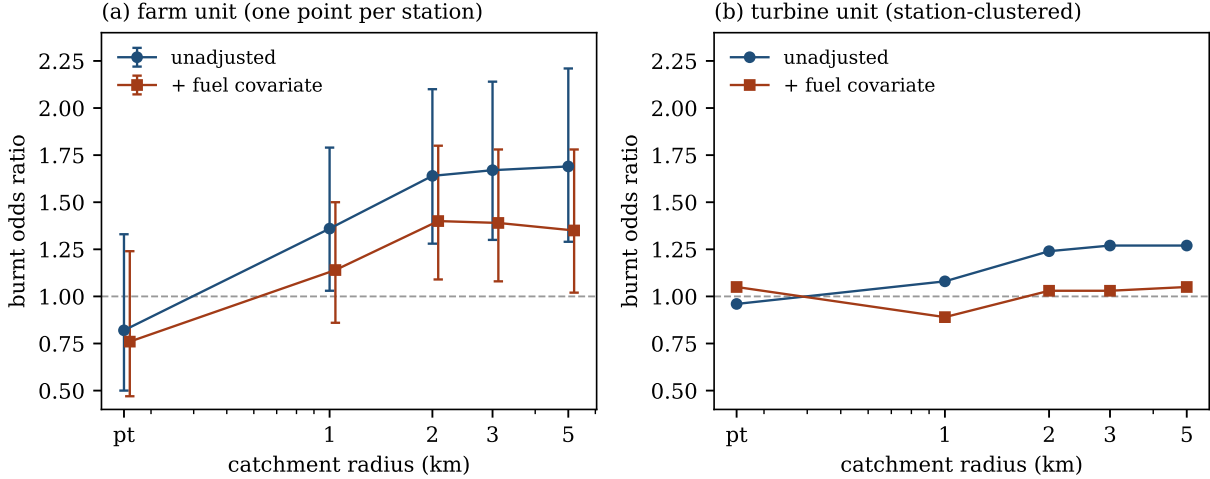 (a) farm unit (one point per station)
burnt odds ratio
2.25
2.00
1.75
1.50
1.25
1.00
0.75
0.50
unadjusted
+ fuel covariate
pt 1 2 3 5
catchment radius (km)
(b) turbine unit (station-clustered)
burnt odds ratio
2.25
2.00
1.75
1.50
1.25
1.00
0.75
0.50
unadjusted
+ fuel covariate
pt 1 2 3 5
catchment radius (km)